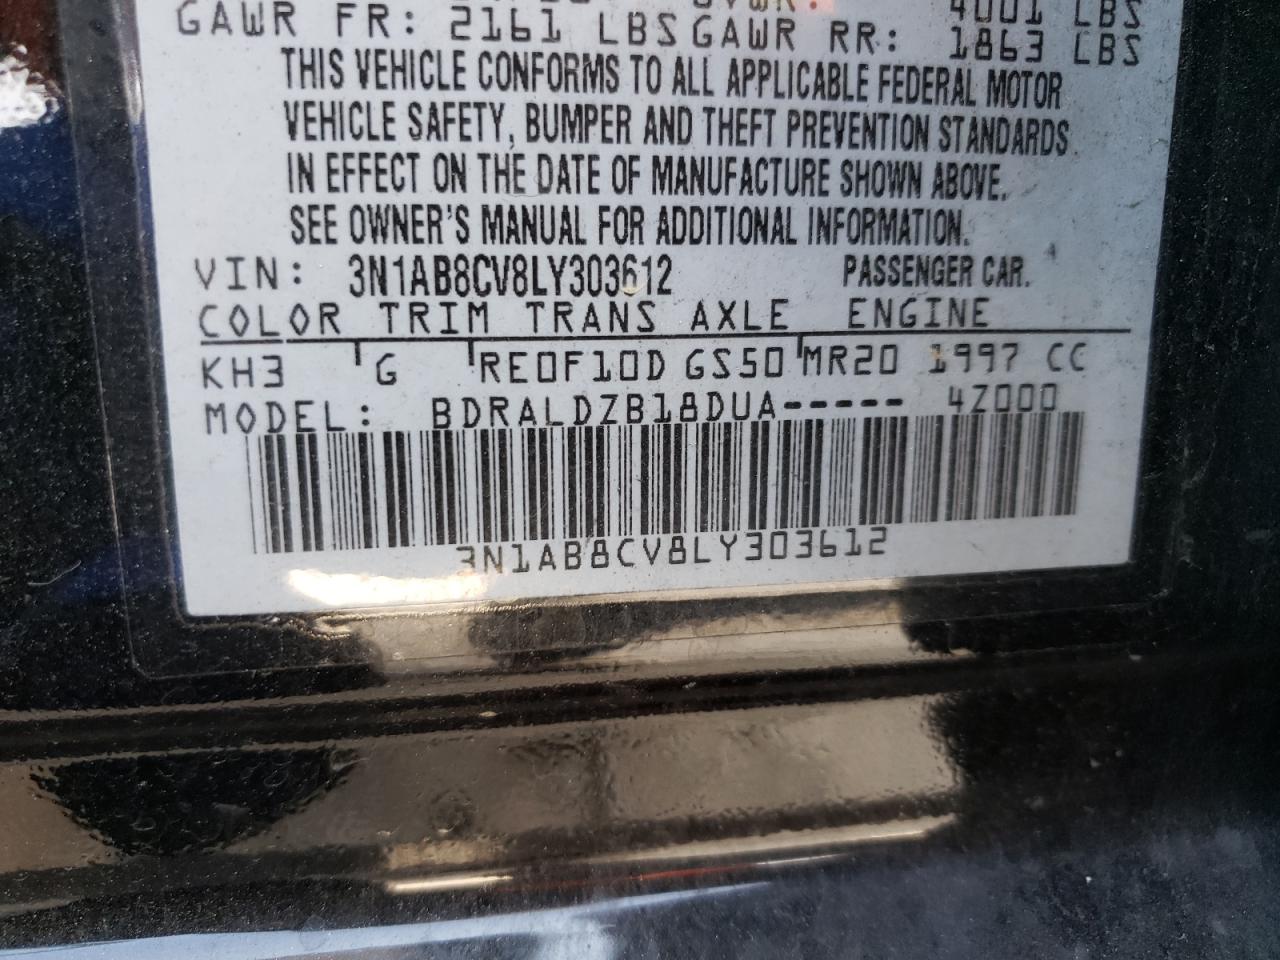 4001 LBS
GAWR FR: 2161 LBS GAWR RR: 1863 LBS
THIS VEHICLE CONFORMS TO ALL APPLICABLE FEDERAL MOTOR
VEHICLE SAFETY, BUMPER AND THEFT PREVENTION STANDARDS
IN EFFECT ON THE DATE OF MANUFACTURE SHOWN ABOVE.
SEE OWNER'S MANUAL FOR ADDITIONAL INFORMATION.
VIN: 3N1AB8CV8LY303612 PASSENGER CAR.
COLOR TRIM TRANS AXLE ENGINE
KH3 G RE0F10D GS50 MR20 1997 CC
MODEL: BDRALDZB18DUA----- 4Z000
3N1AB8CV8LY303612